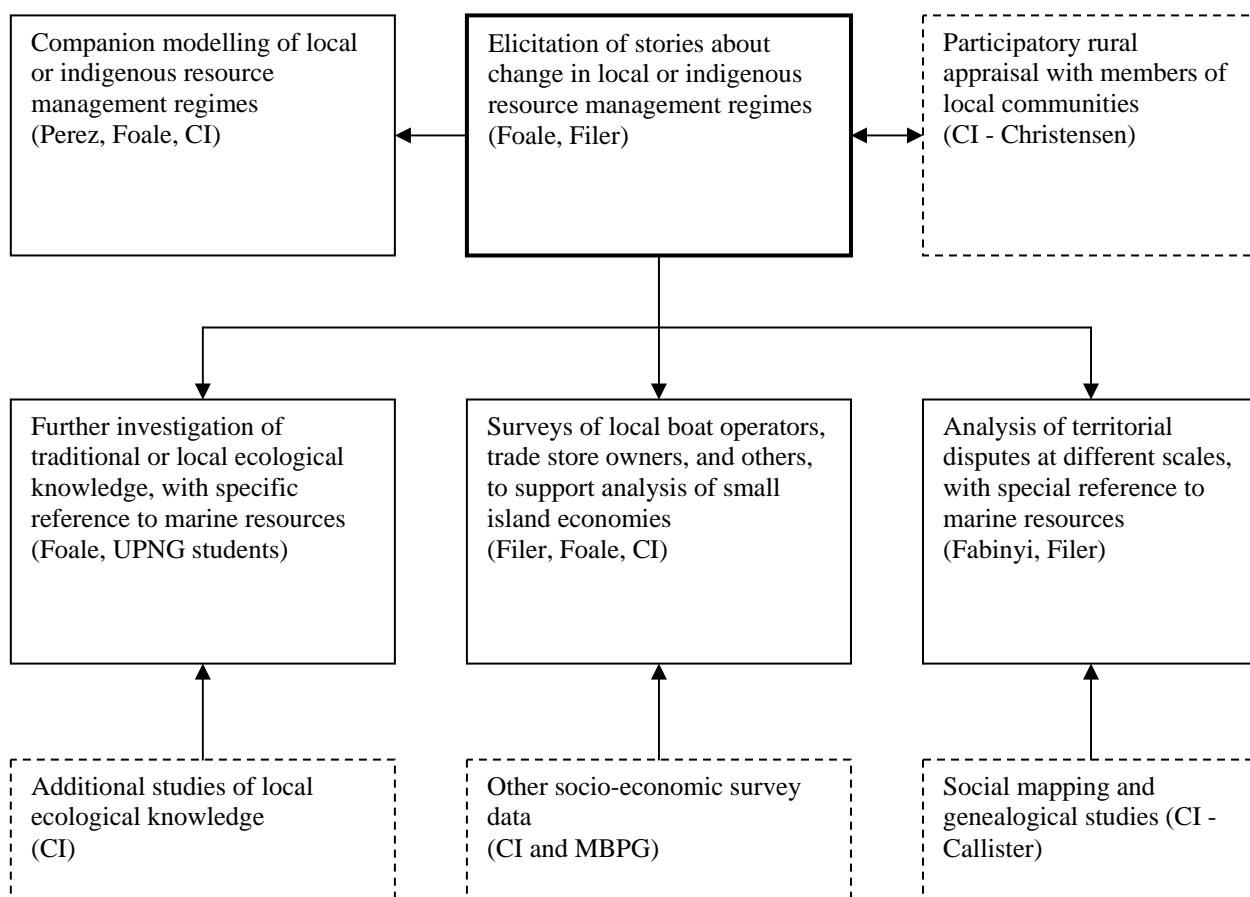 Companion modelling of local
or indigenous resource
management regimes
(Perez, Foale, CI)
Elicitation of stories about
change in local or indigenous
resource management regimes
(Foale, Filer)
Participatory rural
appraisal with members of
local communities
(CI - Christensen)
Further investigation of
traditional or local ecological
knowledge, with specific
reference to marine resources
(Foale, UPNG students)
Surveys of local boat operators,
trade store owners, and others,
to support analysis of small
island economies
(Filer, Foale, CI)
Analysis of territorial
disputes at different scales,
with special reference to
marine resources
(Fabinyi, Filer)
Additional studies of local
ecological knowledge
(CI)
Other socio-economic survey
data
(CI and MBPG)
Social mapping and
genealogical studies (CI -
Callister)